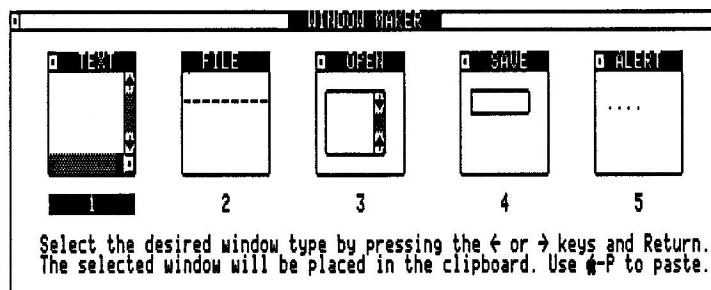 WINDOW MAKER
TEXT FILE OPEN SAVE ALERT
1 2 3 4 5
Select the desired window type by pressing the ← or → keys and Return.
The selected window will be placed in the clipboard. Use -P to paste.